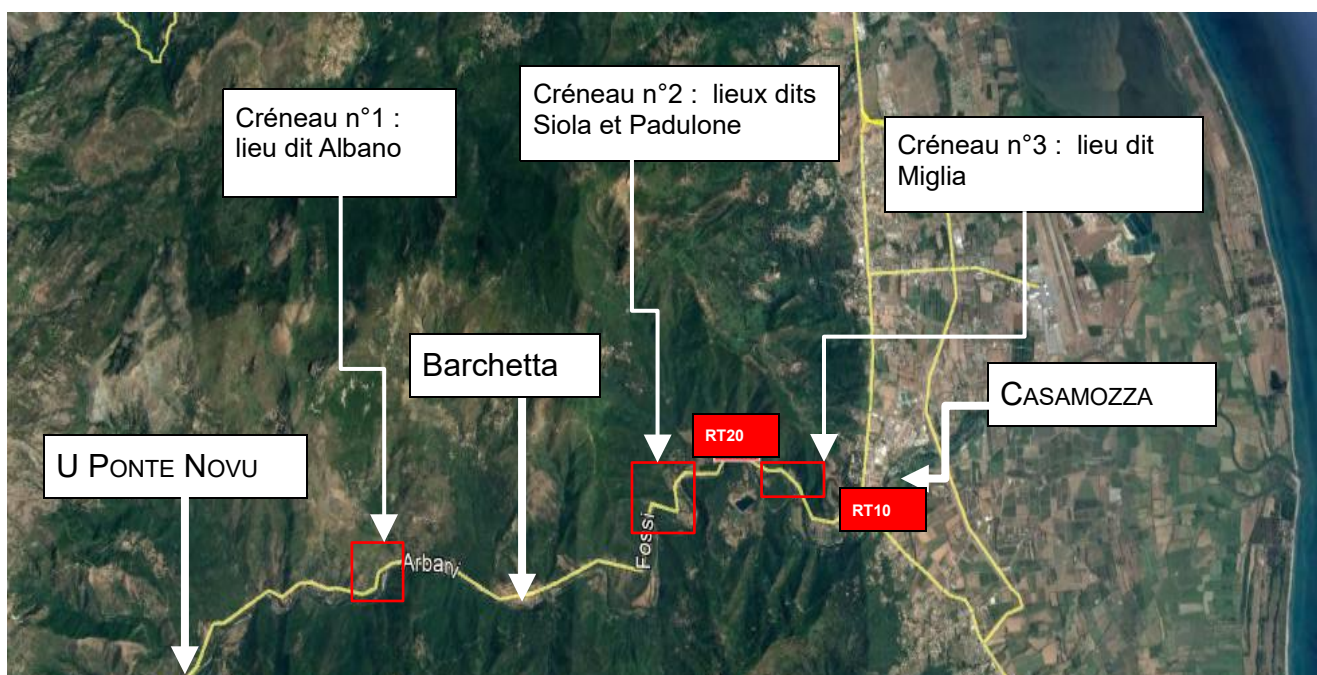 Créneau n°1 :
lieu dit Albano
Créneau n°2 : lieux dits
Siola et Padulone
Créneau n°3 : lieu dit
Miglia
Barchetta
CASAMOZZA
RT20
U PONTE NOVU
RT10
Fossi
Arbany